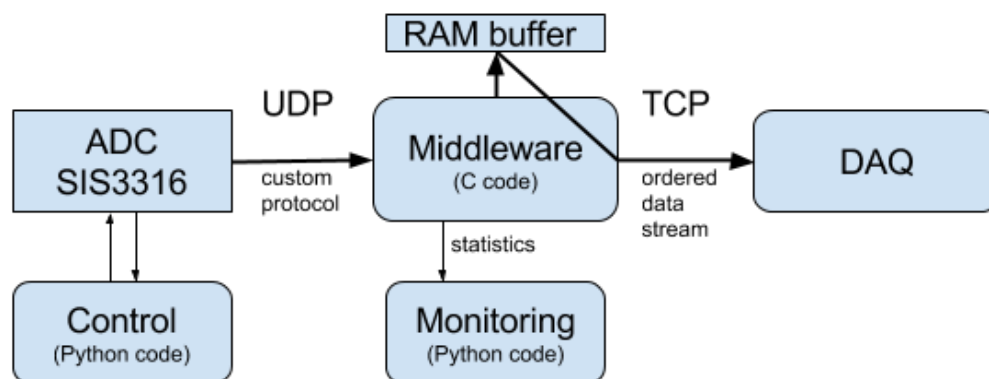 RAM buffer
UDP
TCP
ADC
SIS3316
Middleware
(C code)
DAQ
custom
protocol
ordered
data
stream
statistics
Control
(Python code)
Monitoring
(Python code)